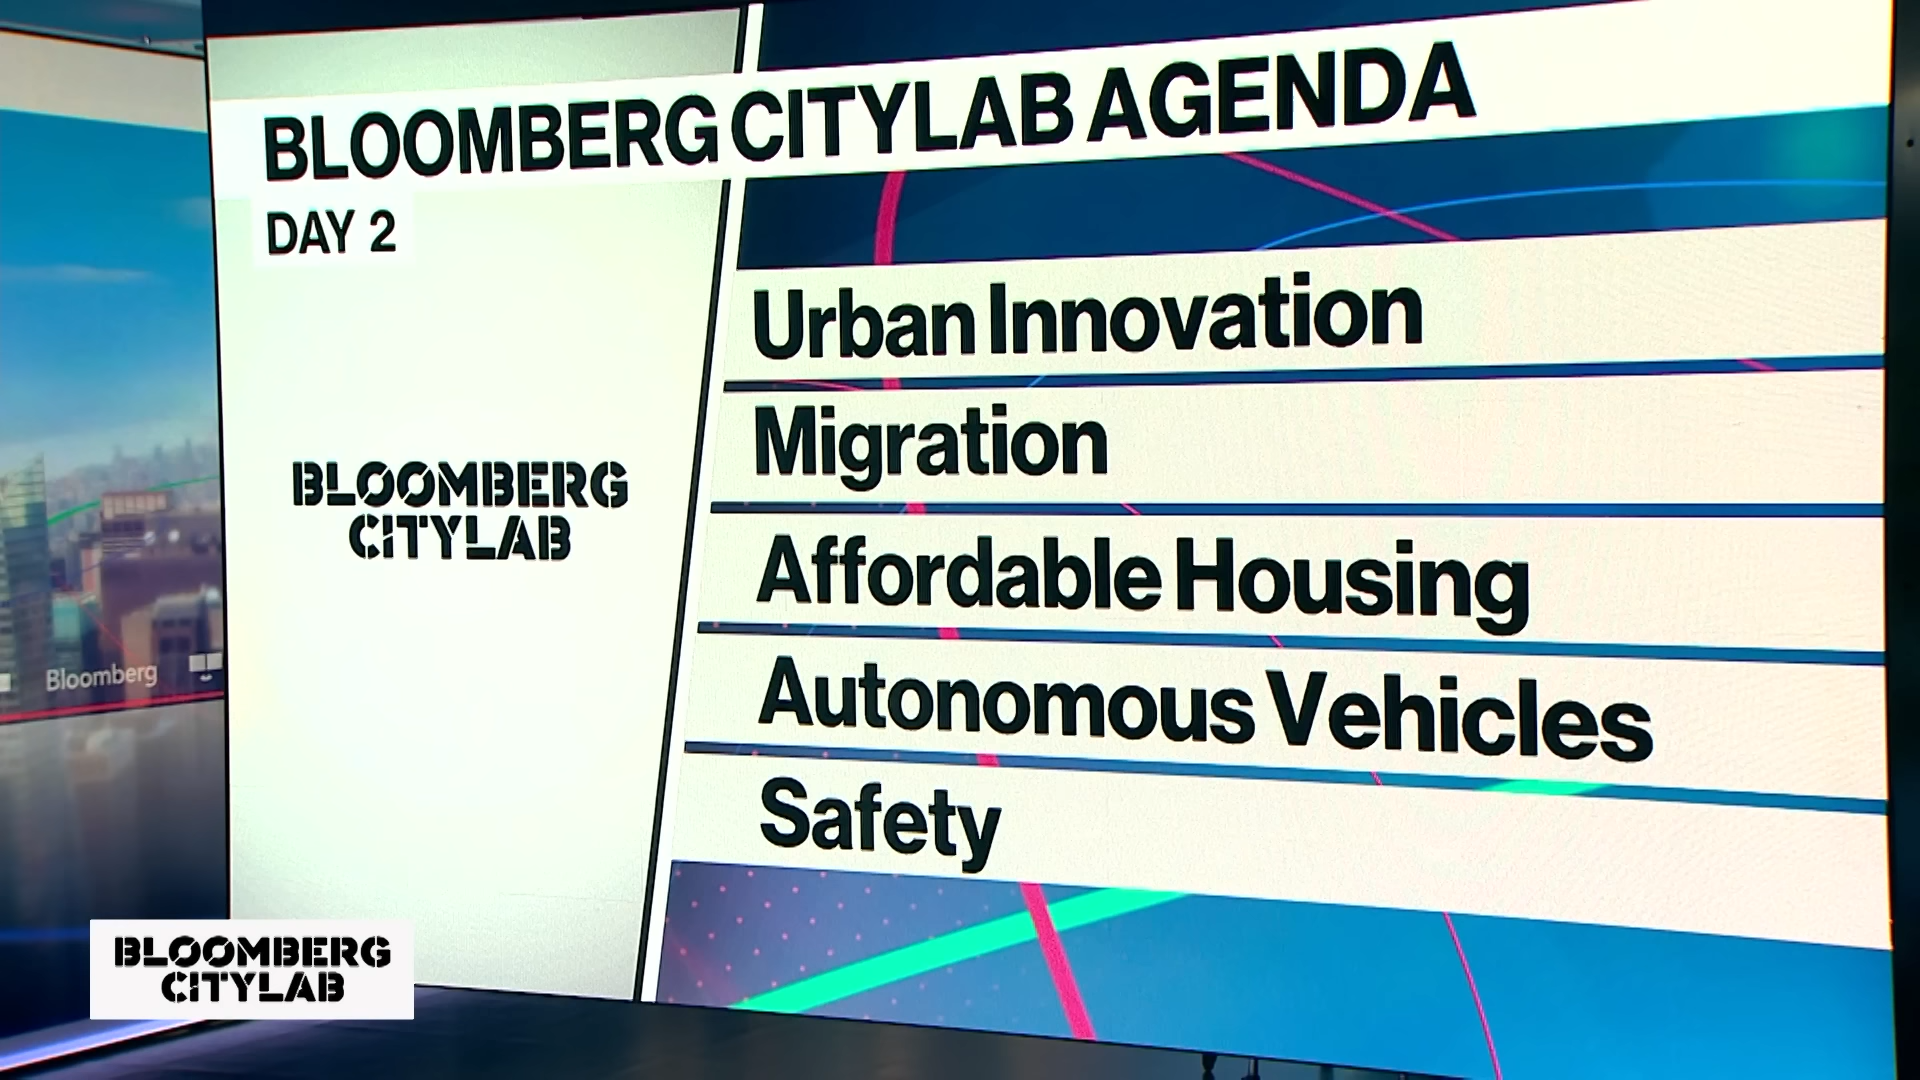 BLOOMBERG CITYLAB AGENDA
DAY 2
BLOOMBERG
CITYLAB
Urban Innovation
Migration
Affordable Housing
Autonomous Vehicles
Safety
Bloomberg
BLOOMBERG
CITYLAB